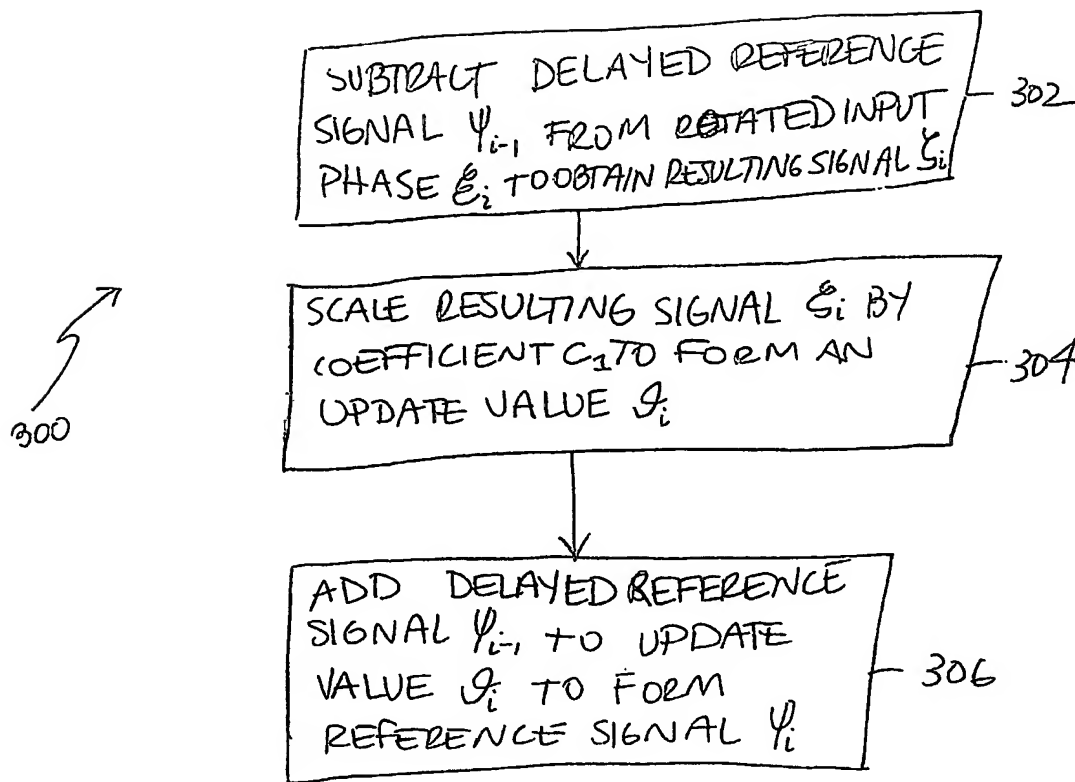 SUBTRACT DELAYED REFERENCE
SIGNAL ψi-1 FROM ROTATED INPUT
PHASE ξi TO OBTAIN RESULTING SIGNAL ζi
302
SCALE RESULTING SIGNAL ξi BY
COEFFICIENT C1 TO FORM AN
UPDATE VALUE ϑi
304
300
ADD DELAYED REFERENCE
SIGNAL ψi-1 TO UPDATE
VALUE ϑi TO FORM
REFERENCE SIGNAL ψi
306